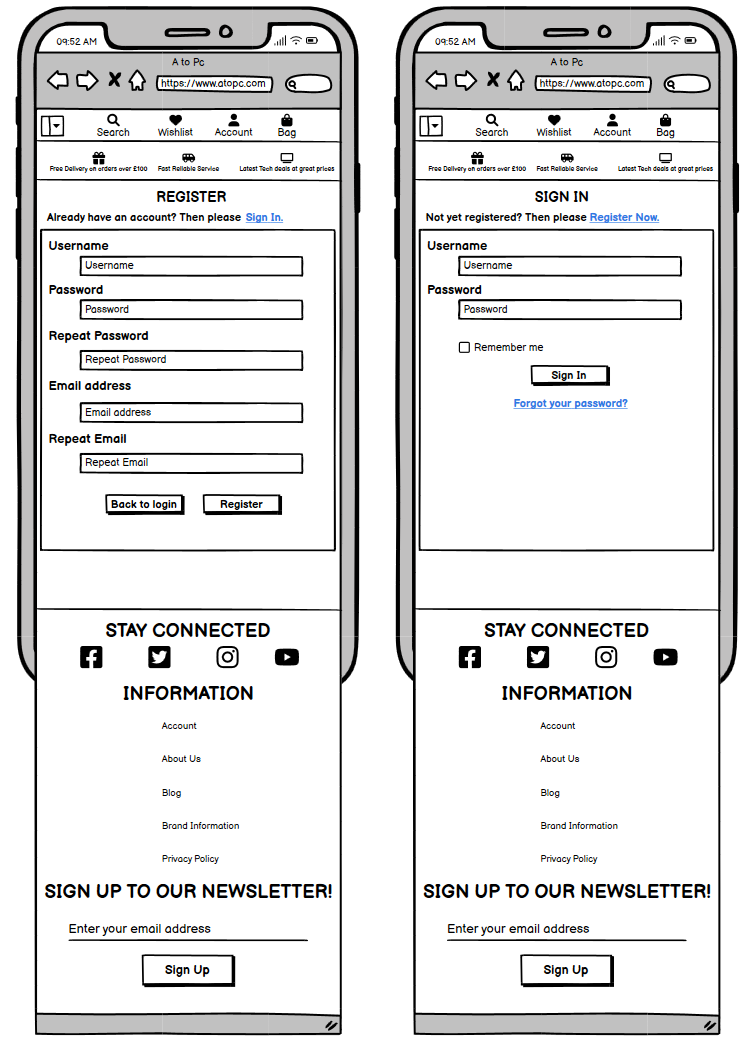 09:52 AM
A to Pc
https://www.atopc.com
Search Wishlist Account Bag
Free Delivery on orders over £100 Fast Reliable Service Latest Tech deals at great prices
REGISTER
Already have an account? Then please Sign In.
Username
Username
Password
Password
Repeat Password
Repeat Password
Email address
Email address
Repeat Email
Repeat Email
Back to login Register
STAY CONNECTED
INFORMATION
Account
About Us
Blog
Brand Information
Privacy Policy
SIGN UP TO OUR NEWSLETTER!
Enter your email address
Sign Up
09:52 AM
A to Pc
https://www.atopc.com
Search Wishlist Account Bag
Free Delivery on orders over £100 Fast Reliable Service Latest Tech deals at great prices
SIGN IN
Not yet registered? Then please Register Now.
Username
Username
Password
Password
Remember me
Sign In
Forgot your password?
STAY CONNECTED
INFORMATION
Account
About Us
Blog
Brand Information
Privacy Policy
SIGN UP TO OUR NEWSLETTER!
Enter your email address
Sign Up